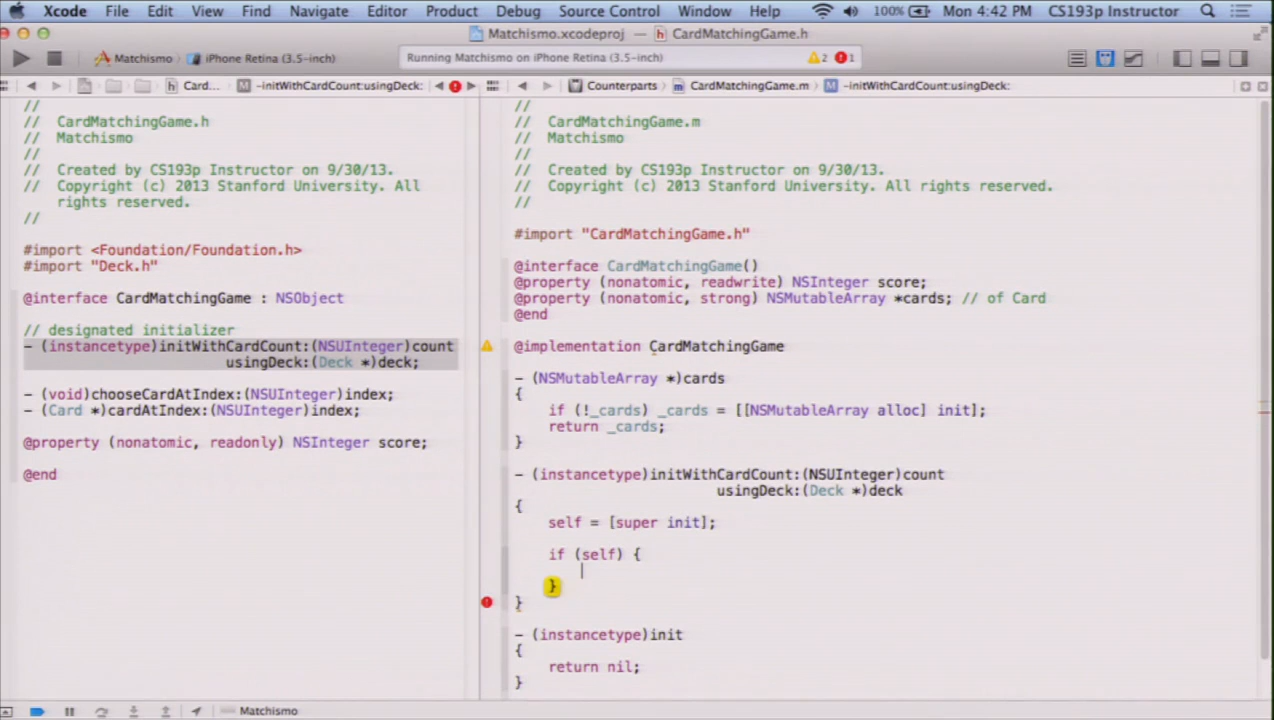 Xcode File Edit View Find Navigate Editor Product Debug Source Control Window Help 100% Mon 4:42 PM CS193p Instructor
Matchismo.xcodeproj — CardMatchingGame.h
Matchismo iPhone Retina (3.5-inch) Running Matchismo on iPhone Retina (3.5-inch) 2 1
Card... -initWithCardCount:usingDeck: Counterparts CardMatchingGame.m -initWithCardCount:usingDeck:
//
// CardMatchingGame.h
// Matchismo
//
// Created by CS193p Instructor on 9/30/13.
// Copyright (c) 2013 Stanford University. All
rights reserved.
//
#import <Foundation/Foundation.h>
#import "Deck.h"
@interface CardMatchingGame : NSObject
// designated initializer
- (instancetype)initWithCardCount:(NSUInteger)count
usingDeck:(Deck *)deck;
- (void)chooseCardAtIndex:(NSUInteger)index;
- (Card *)cardAtIndex:(NSUInteger)index;
@property (nonatomic, readonly) NSInteger score;
@end
//
// CardMatchingGame.m
// Matchismo
//
// Created by CS193p Instructor on 9/30/13.
// Copyright (c) 2013 Stanford University. All rights reserved.
//
#import "CardMatchingGame.h"
@interface CardMatchingGame()
@property (nonatomic, readwrite) NSInteger score;
@property (nonatomic, strong) NSMutableArray *cards; // of Card
@end
@implementation CardMatchingGame
- (NSMutableArray *)cards
{
if (!_cards) _cards = [[NSMutableArray alloc] init];
return _cards;
}
- (instancetype)initWithCardCount:(NSUInteger)count
usingDeck:(Deck *)deck
{
self = [super init];
if (self) {
}
}
- (instancetype)init
{
return nil;
}
Matchismo